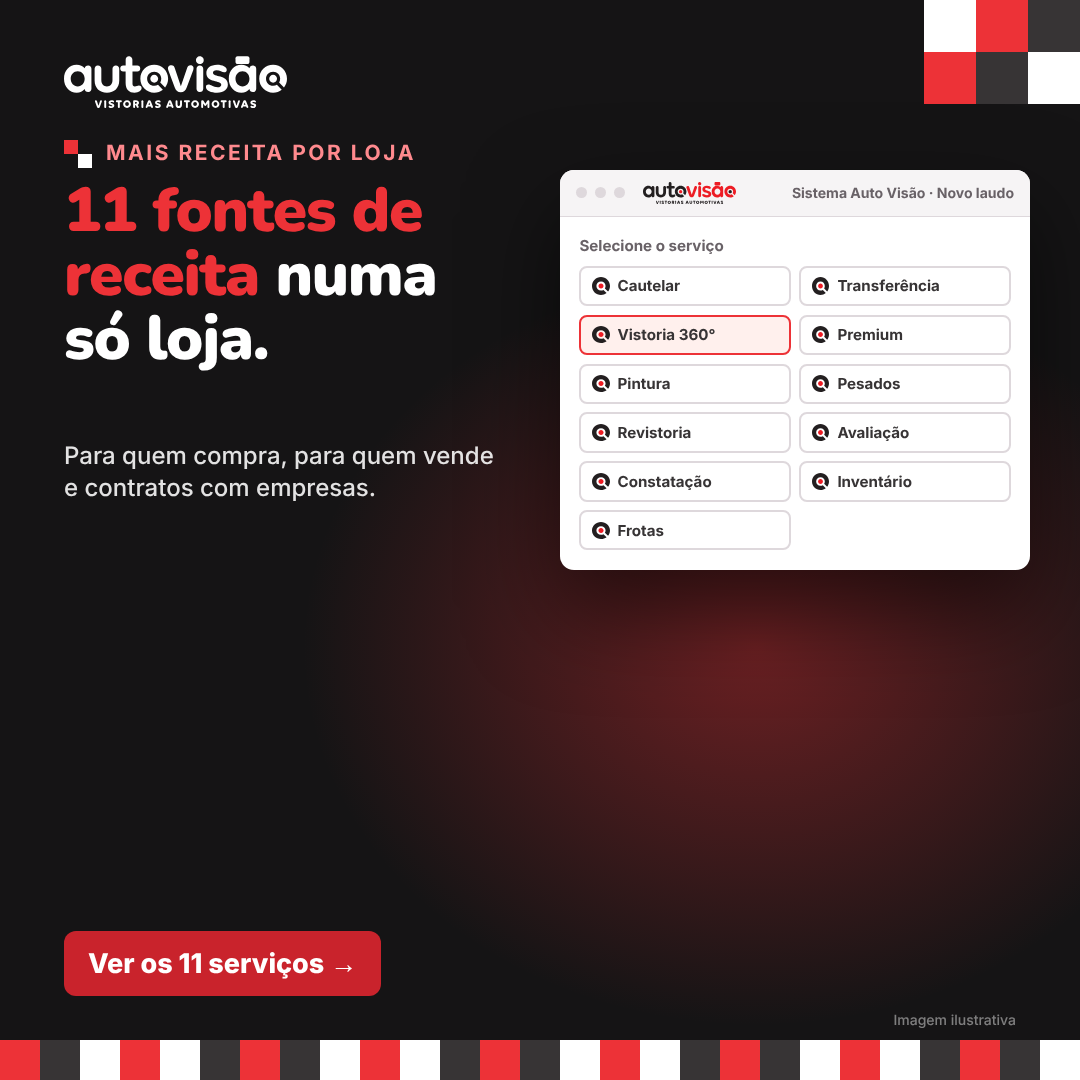 autovisão
VISTORIAS AUTOMOTIVAS
MAIS RECEITA POR LOJA
11 fontes de
receita numa
só loja.
Para quem compra, para quem vende
e contratos com empresas.
autovisão
VISTORIAS AUTOMOTIVAS
Sistema Auto Visão · Novo laudo
Selecione o serviço
Cautelar
Transferência
Vistoria 360°
Premium
Pintura
Pesados
Revistoria
Avaliação
Constatação
Inventário
Frotas
Ver os 11 serviços →
Imagem ilustrativa